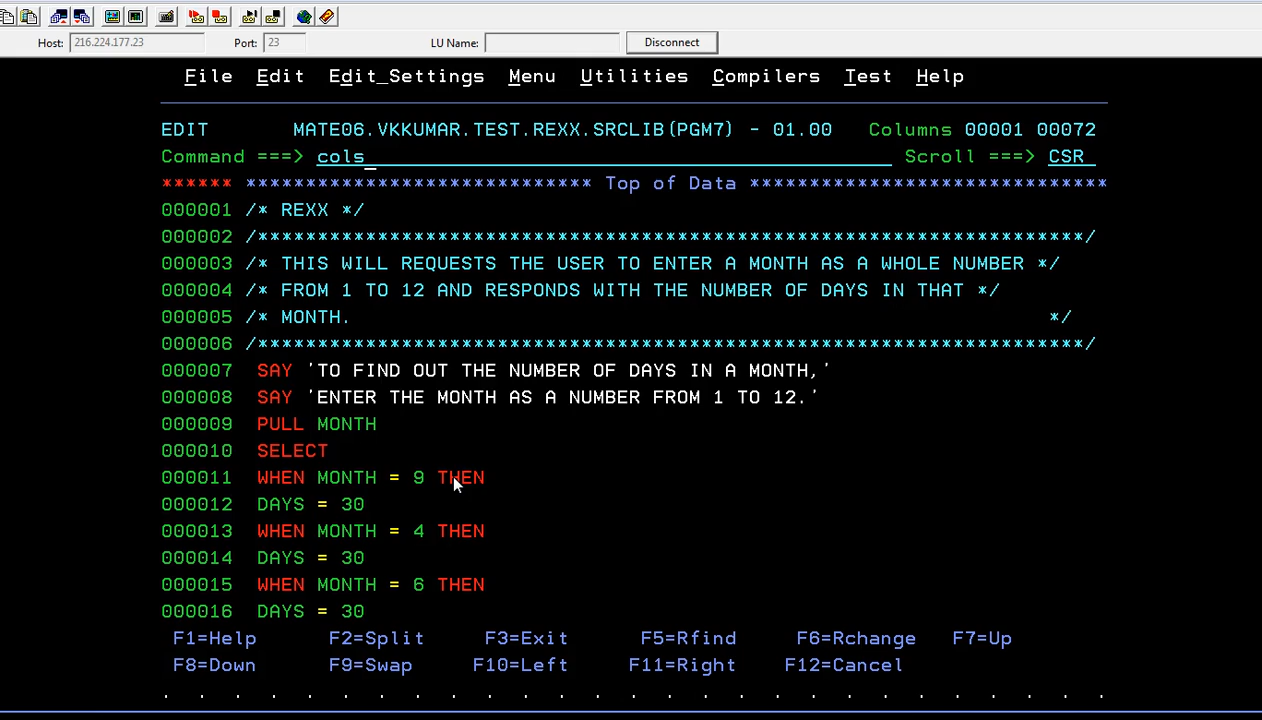 Host: 216.224.177.23 Port: 23 LU Name: Disconnect
File Edit Edit_Settings Menu Utilities Compilers Test Help
EDIT MATE06.VKKUMAR.TEST.REXX.SRCLIB(PGM7) - 01.00 Columns 00001 00072
Command ===> cols_ Scroll ===> CSR
****** ***************************** Top of Data ******************************
000001 /* REXX */
000002 /*********************************************************************/
000003 /* THIS WILL REQUESTS THE USER TO ENTER A MONTH AS A WHOLE NUMBER */
000004 /* FROM 1 TO 12 AND RESPONDS WITH THE NUMBER OF DAYS IN THAT */
000005 /* MONTH. */
000006 /*********************************************************************/
000007 SAY 'TO FIND OUT THE NUMBER OF DAYS IN A MONTH,'
000008 SAY 'ENTER THE MONTH AS A NUMBER FROM 1 TO 12.'
000009 PULL MONTH
000010 SELECT
000011 WHEN MONTH = 9 THEN
000012 DAYS = 30
000013 WHEN MONTH = 4 THEN
000014 DAYS = 30
000015 WHEN MONTH = 6 THEN
000016 DAYS = 30
F1=Help F2=Split F3=Exit F5=Rfind F6=Rchange F7=Up
F8=Down F9=Swap F10=Left F11=Right F12=Cancel